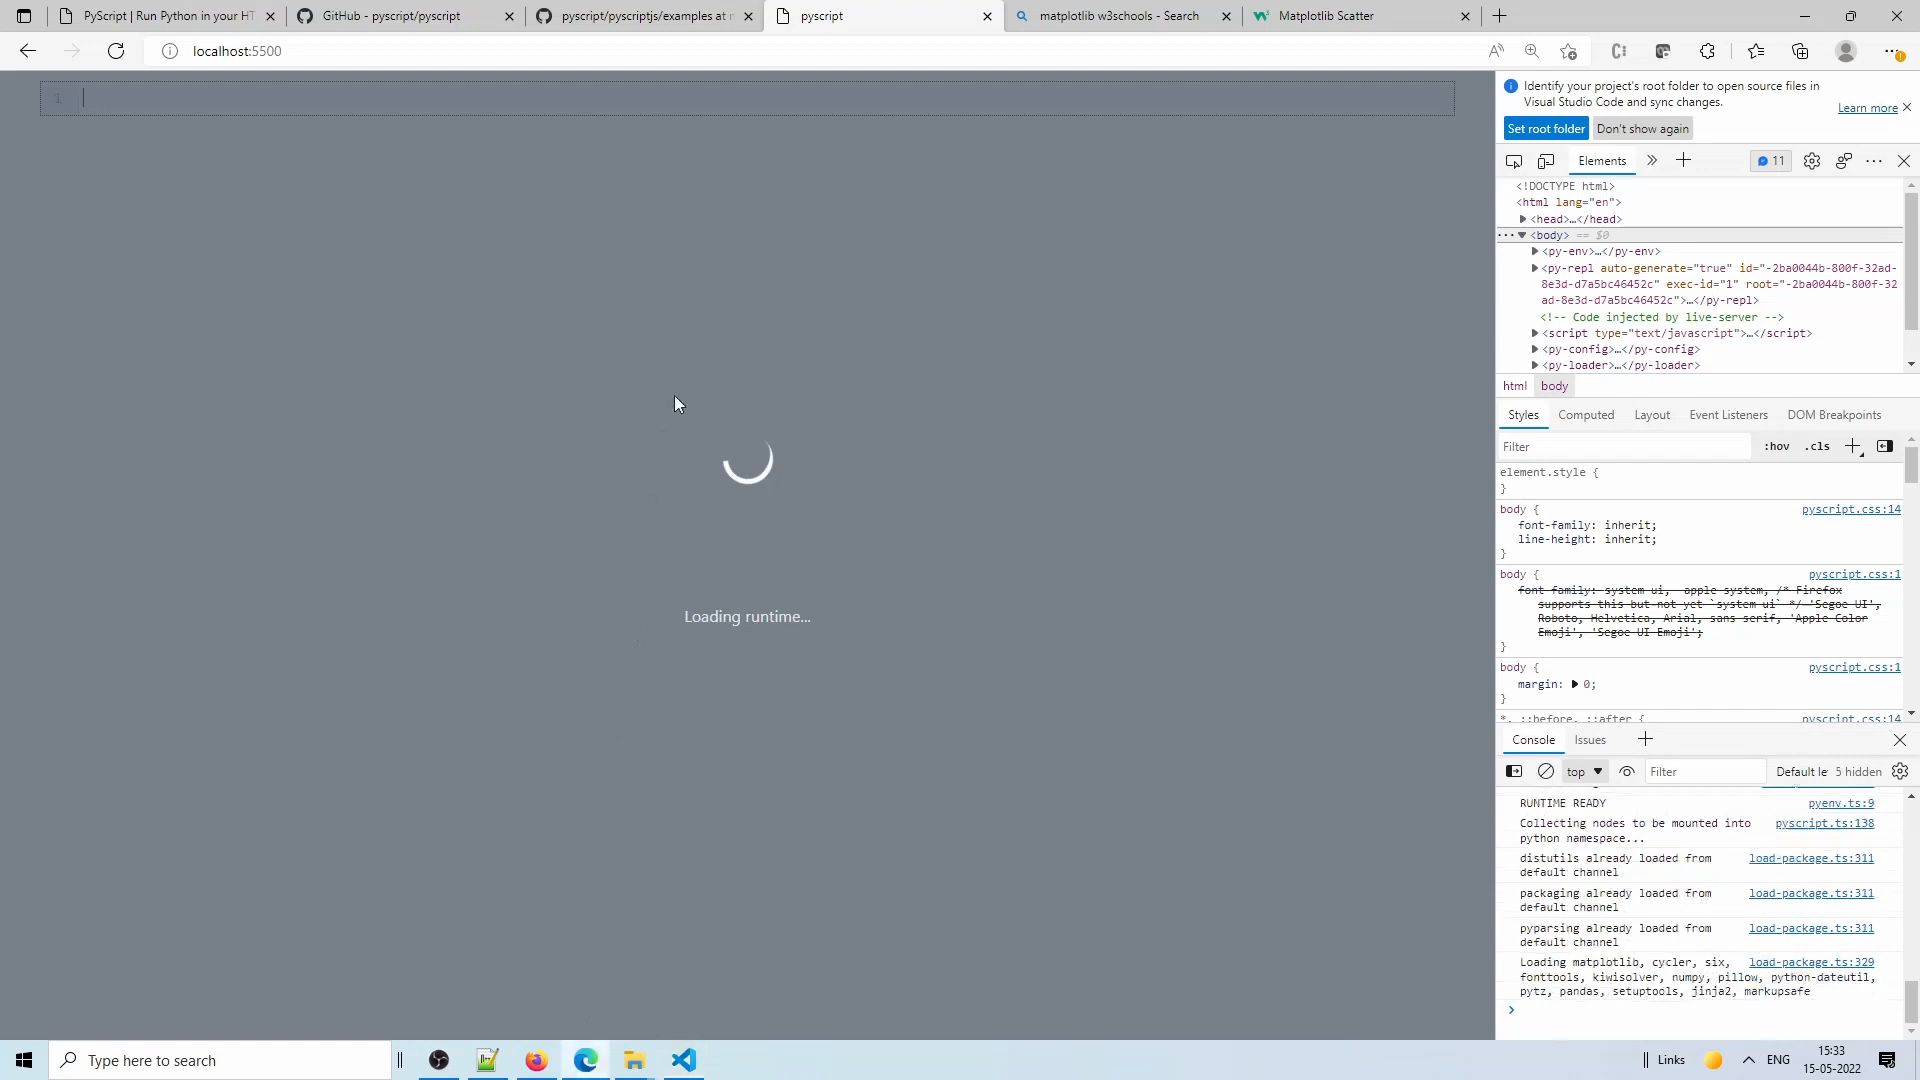 PyScript | Run Python in your HT
GitHub - pyscript/pyscript
pyscript/pyscriptjs/examples at m
pyscript
matplotlib w3schools - Search
Matplotlib Scatter
localhost:5500
1
Loading runtime...
Identify your project's root folder to open source files in
Visual Studio Code and sync changes.
Learn more
Set root folder
Don't show again
Elements
11
<!DOCTYPE html>
<html lang="en">
<head>…</head>
<body> == $0
<py-env>…</py-env>
<py-repl auto-generate="true" id="-2ba0044b-800f-32ad-
8e3d-d7a5bc46452c" exec-id="1" root="-2ba0044b-800f-32
ad-8e3d-d7a5bc46452c">…</py-repl>
<!-- Code injected by live-server -->
<script type="text/javascript">…</script>
<py-config>…</py-config>
<py-loader>…</py-loader>
html
body
Styles
Computed
Layout
Event Listeners
DOM Breakpoints
Filter
:hov
.cls
element.style {
}
body {
pyscript.css:14
font-family: inherit;
line-height: inherit;
}
body {
pyscript.css:1
font-family: system-ui, -apple-system, /* Firefox
supports this but not yet `system-ui` */ 'Segoe UI',
Roboto, Helvetica, Arial, sans-serif, 'Apple Color
Emoji', 'Segoe UI Emoji';
}
body {
pyscript.css:1
margin: 0;
}
*, ::before, ::after {
pyscript.css:14
Console
Issues
top
Filter
Default le
5 hidden
RUNTIME READY
pyenv.ts:9
Collecting nodes to be mounted into
python namespace...
pyscript.ts:138
distutils already loaded from
default channel
load-package.ts:311
packaging already loaded from
default channel
load-package.ts:311
pyparsing already loaded from
default channel
load-package.ts:311
Loading matplotlib, cycler, six,
load-package.ts:329
fonttools, kiwisolver, numpy, pillow, python-dateutil,
pytz, pandas, setuptools, jinja2, markupsafe
Type here to search
Links
ENG
15:33
15-05-2022